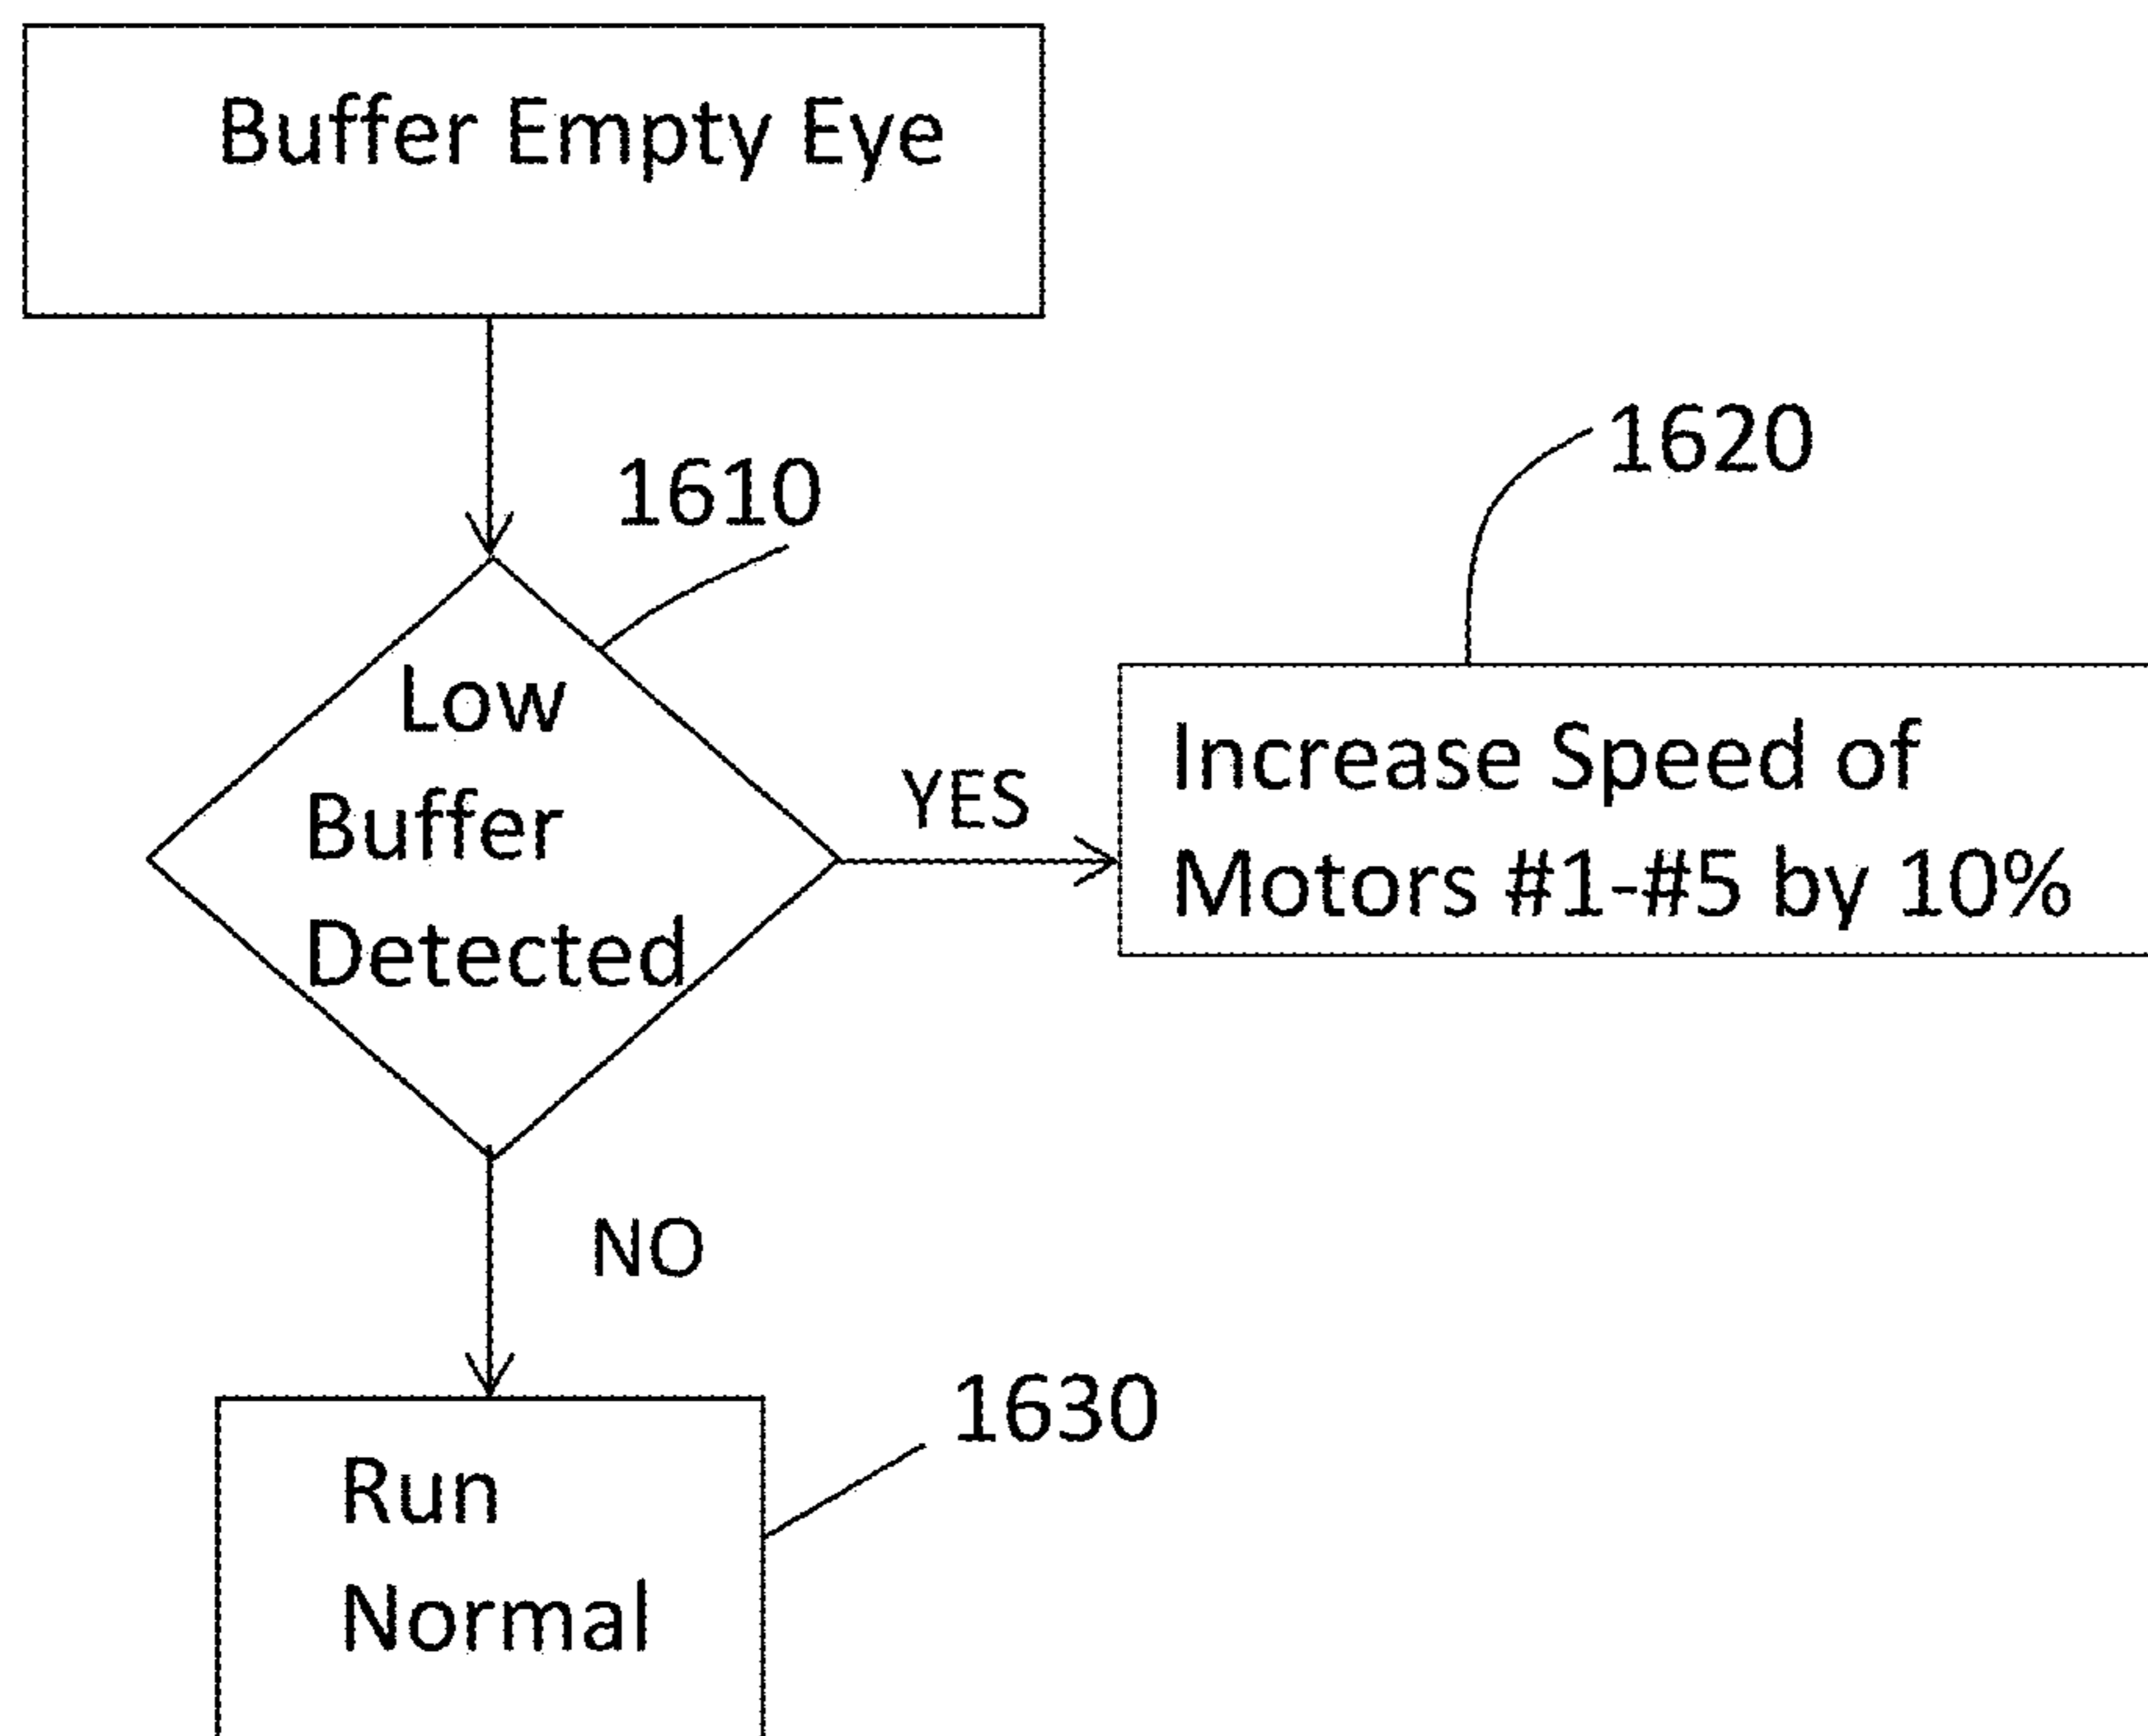 Buffer Empty Eye
1610
1620
Low
Buffer
Detected
YES
Increase Speed of
Motors #1-#5 by 10%
NO
1630
Run
Normal